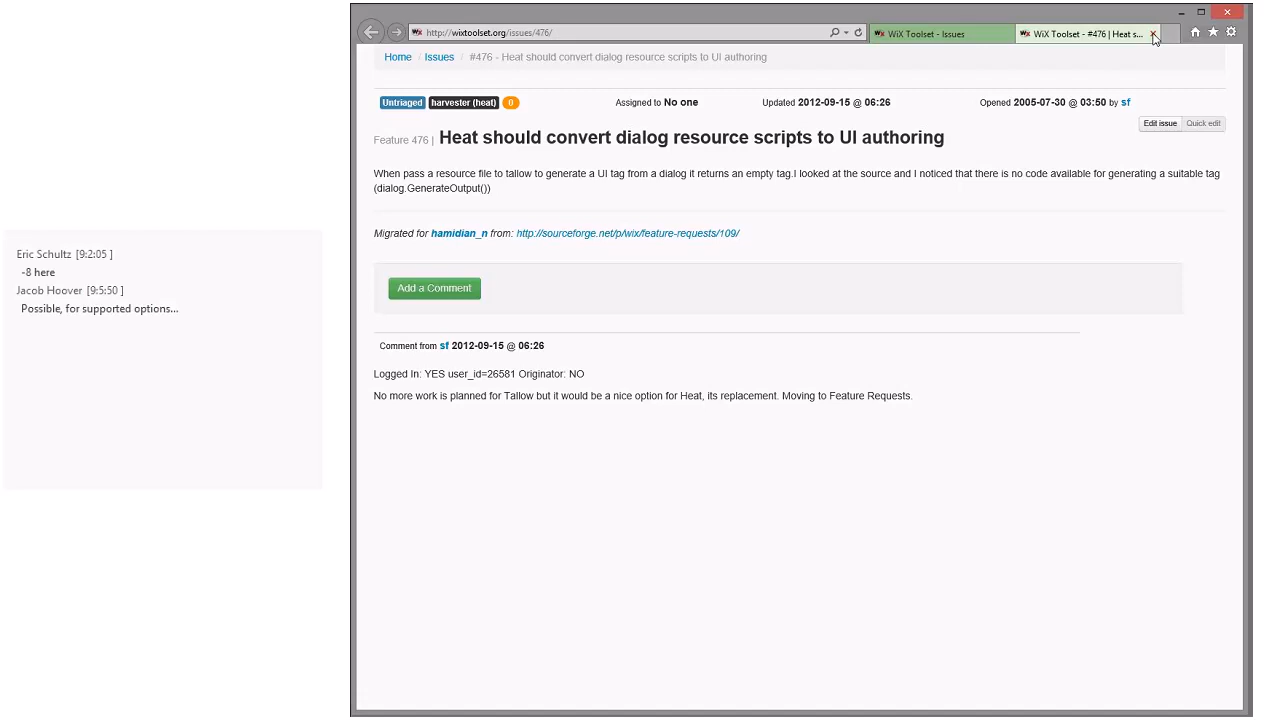 Eric Schultz [9:2:05 ]
-8 here
Jacob Hoover [9:5:50 ]
Possible, for supported options...
http://wixtoolset.org/issues/476/
WiX Toolset - Issues
WiX Toolset - #476 | Heat s...
Home / Issues / #476 - Heat should convert dialog resource scripts to UI authoring
Untriaged harvester (heat) 0 Assigned to No one Updated 2012-09-15 @ 06:26 Opened 2005-07-30 @ 03:50 by sf
Edit issue Quick edit
Feature 476 | Heat should convert dialog resource scripts to UI authoring
When pass a resource file to tallow to generate a UI tag from a dialog it returns an empty tag.I looked at the source and I noticed that there is no code available for generating a suitable tag
(dialog.GenerateOutput())
Migrated for hamidian_n from: http://sourceforge.net/p/wix/feature-requests/109/
Add a Comment
Comment from sf 2012-09-15 @ 06:26
Logged In: YES user_id=26581 Originator: NO
No more work is planned for Tallow but it would be a nice option for Heat, its replacement. Moving to Feature Requests.